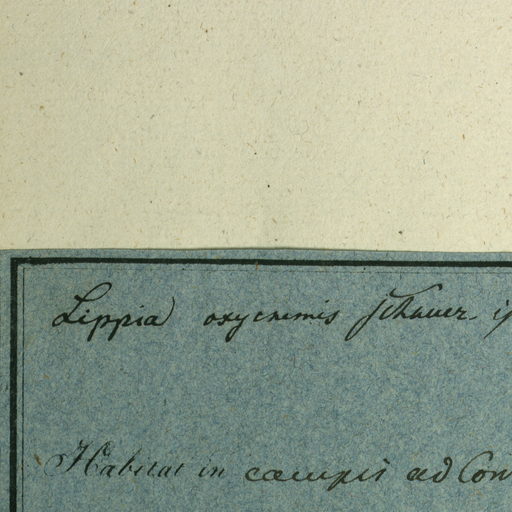 Lippia oxycnemis Schauer.
Habitat in campis ad